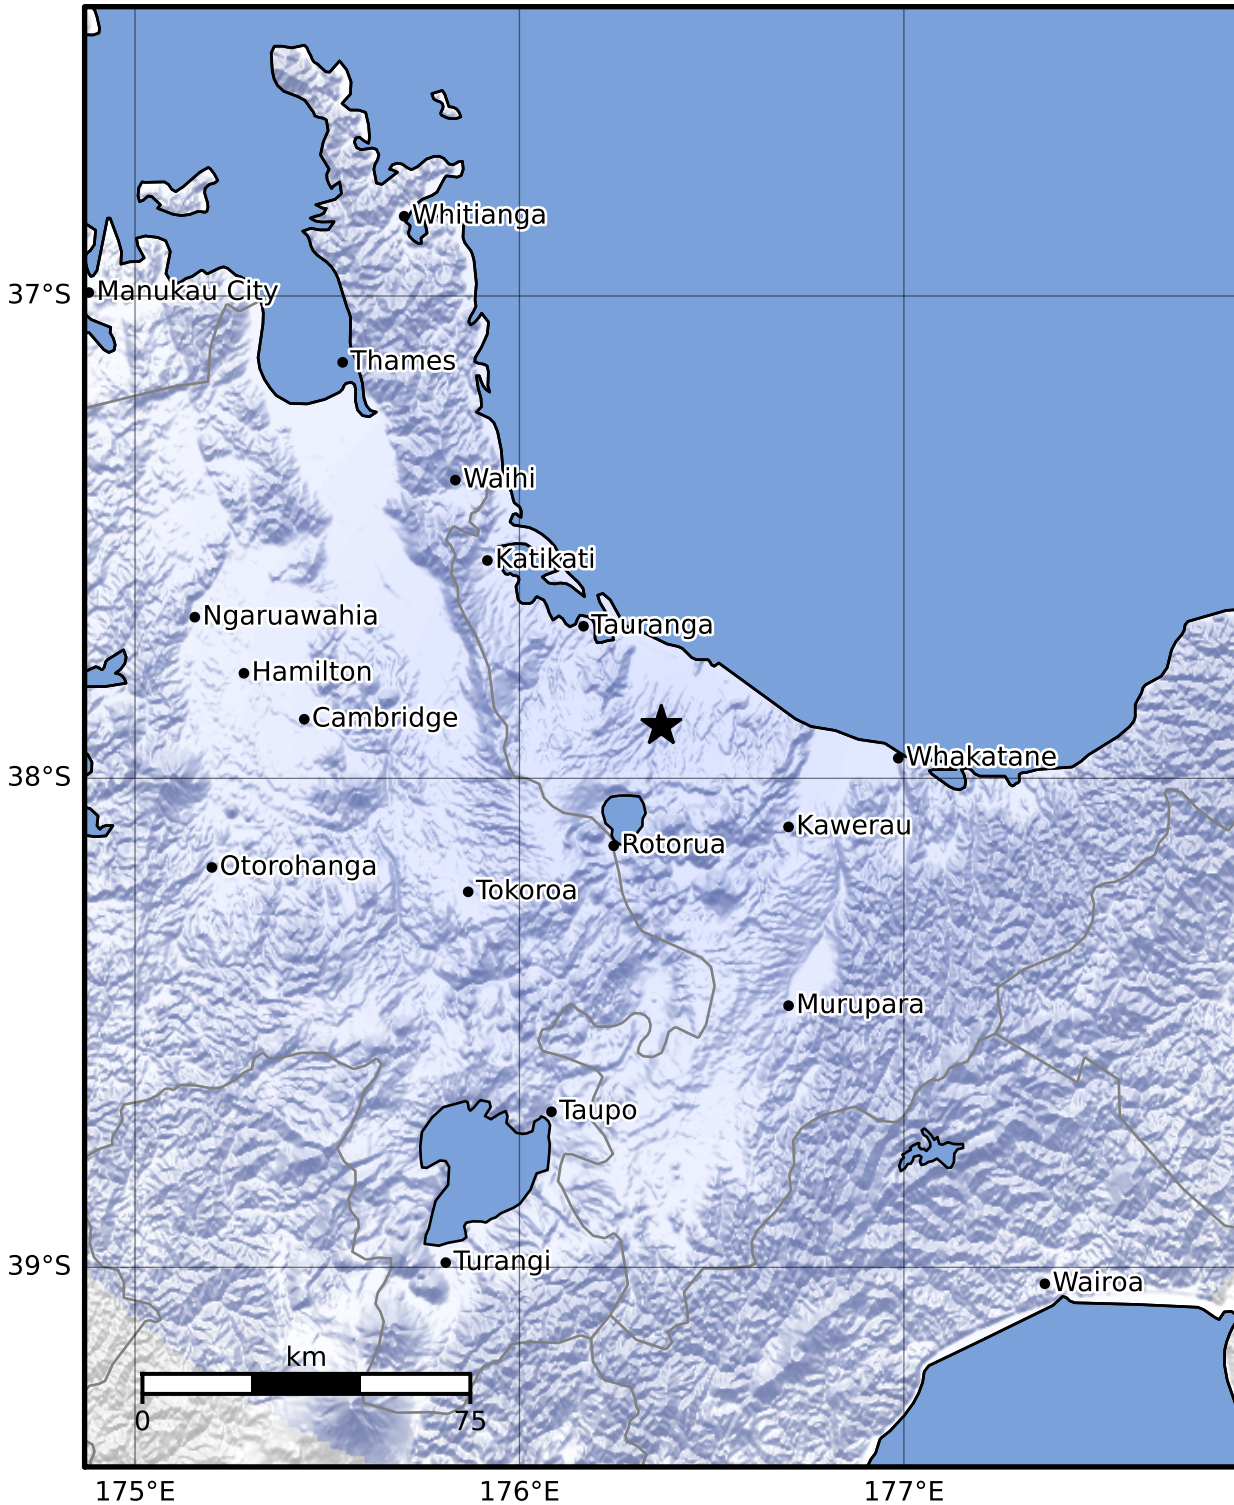 Whitianga
37°S
Manukau City
Thames
Waihi
Katikati
Ngaruawahia
Tauranga
Hamilton
Cambridge
Whakatane
38°S
Kawerau
Rotorua
Otorohanga
Tokoroa
Murupara
Taupo
39°S
Turangi
Wairoa
km
0
75
175°E
176°E
177°E